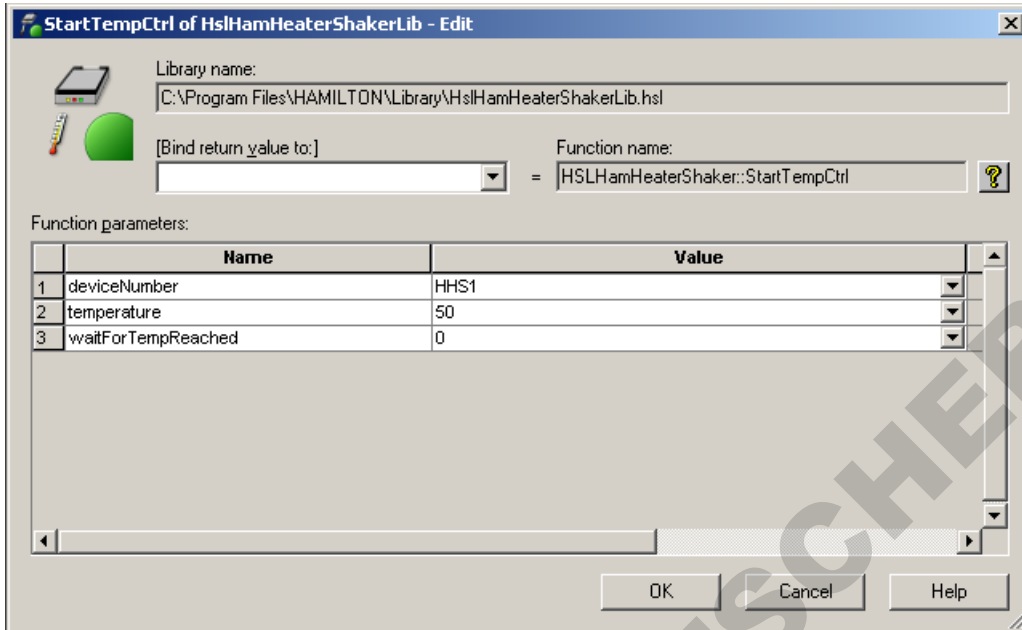 StartTempCtrl of HslHamHeaterShakerLib - Edit
Library name:
C:\Program Files\HAMILTON\Library\HslHamHeaterShakerLib.hsl
[Bind return value to:]
Function name:
= HSLHamHeaterShaker::StartTempCtrl
Function parameters:
Name Value
1 deviceNumber HHS1
2 temperature 50
3 waitForTempReached 0
OK Cancel Help